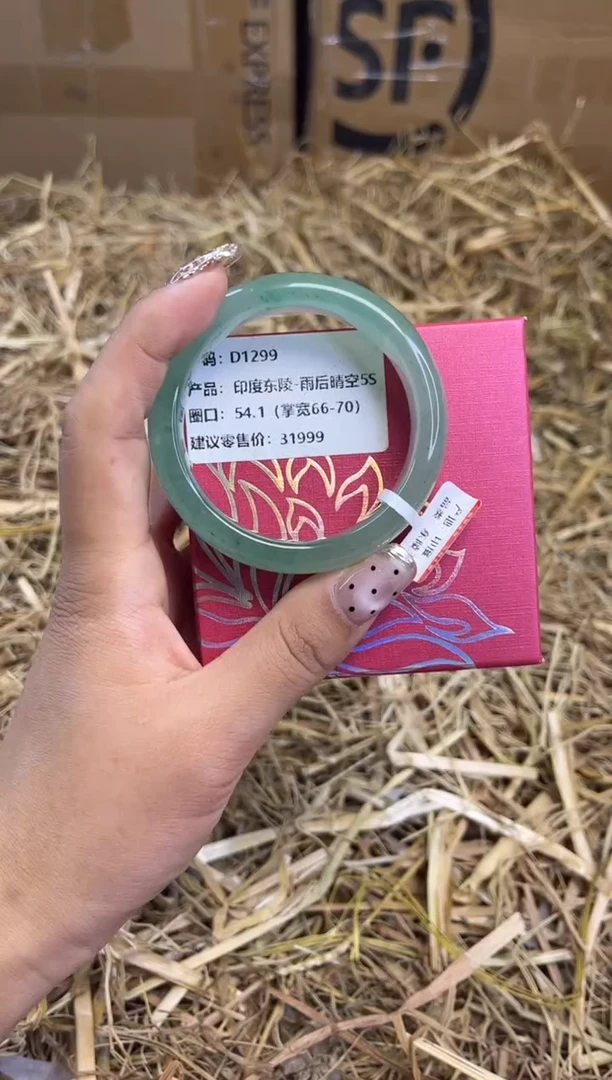 SF
EXPRESS
码：D1299
产品：印度东陵-雨后晴空5S
圈口：54.1（掌宽66-70）
建议零售价：31999